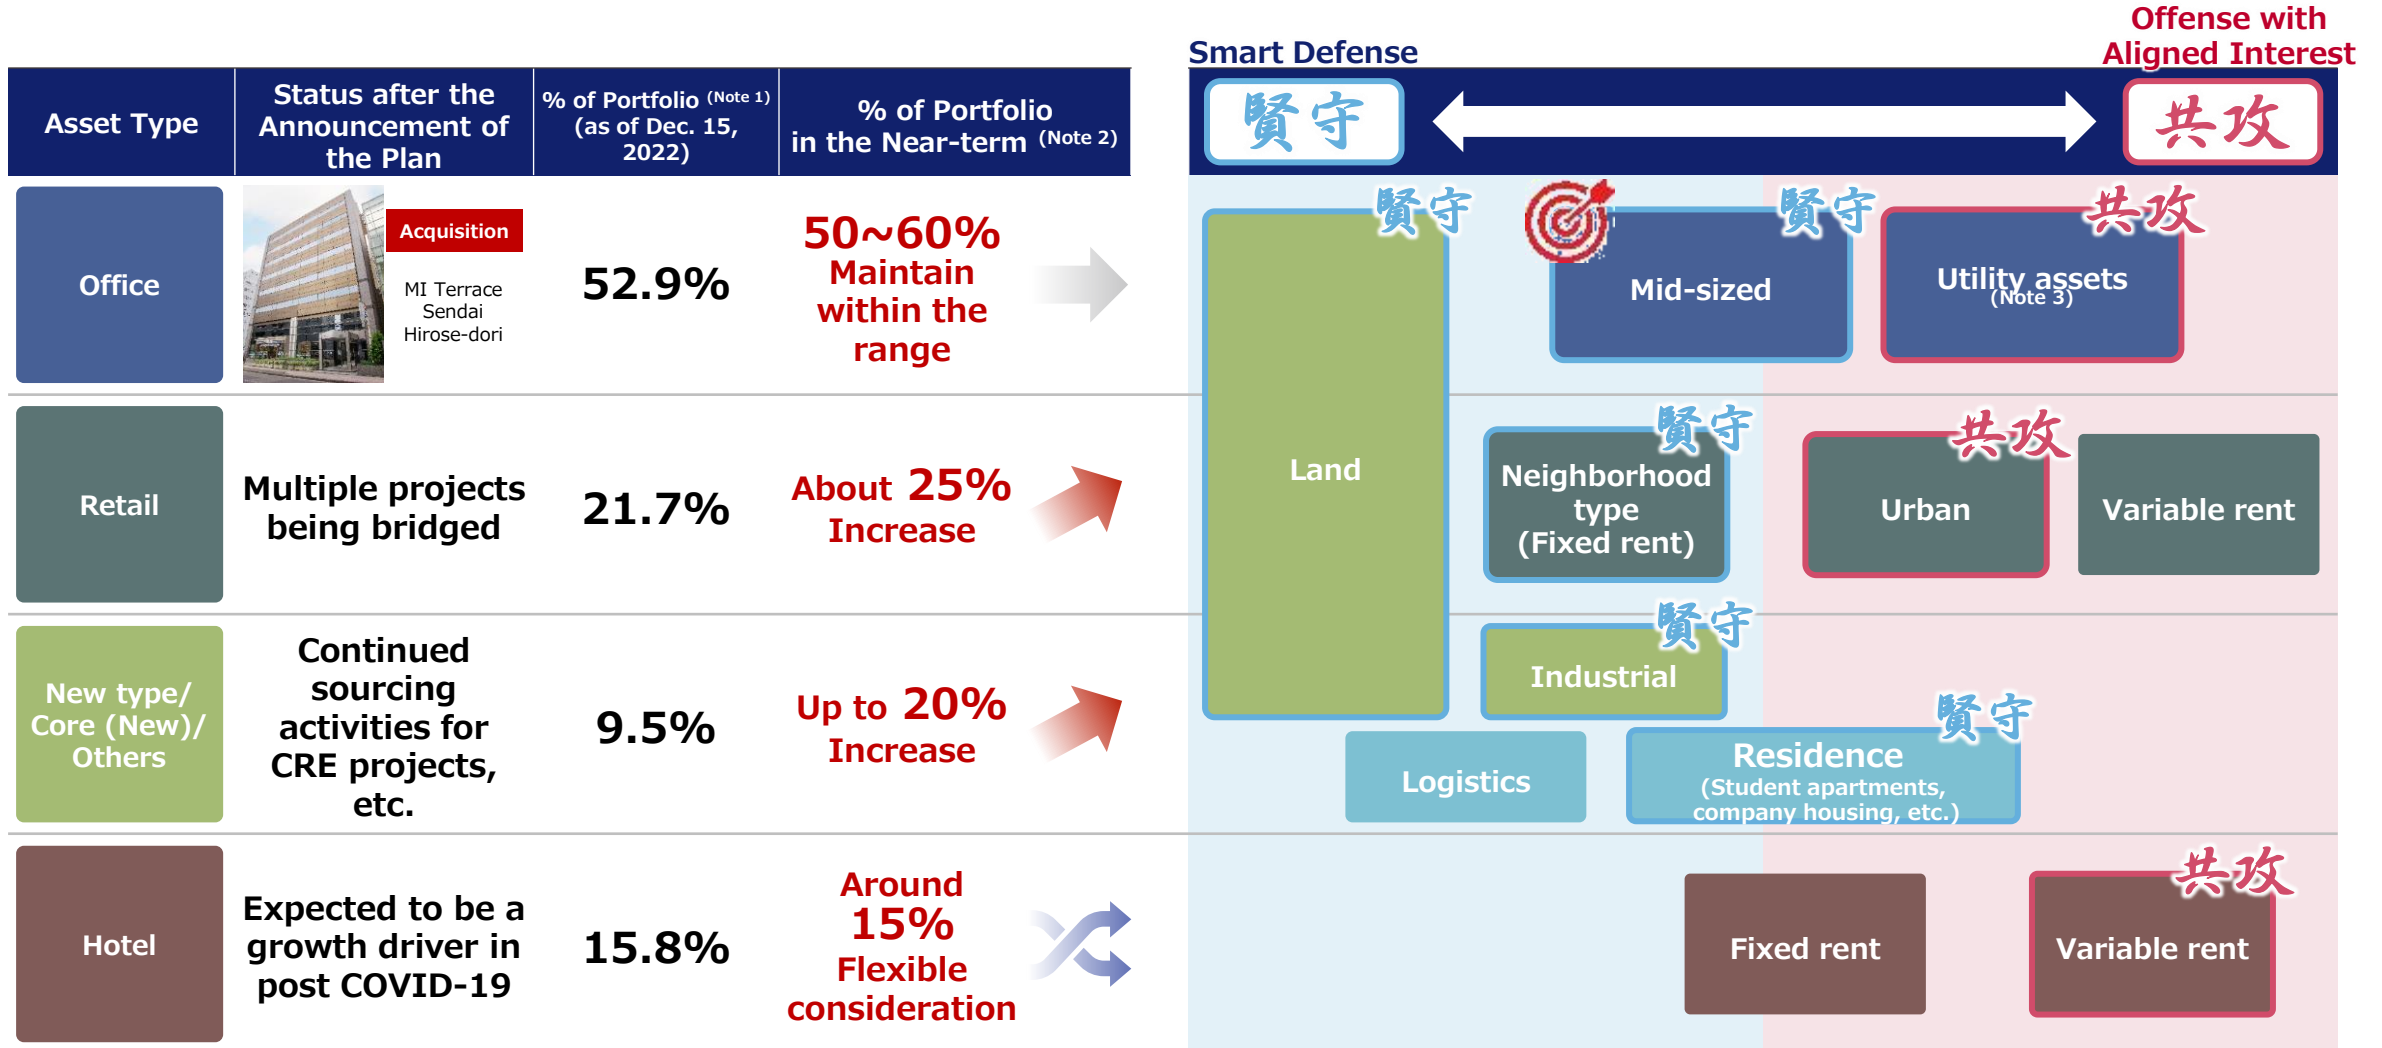 Offense with
Aligned Interest
Smart Defense
Asset Type
Status after the
Announcement of
the Plan
% of Portfolio (Note 1)
(as of Dec. 15,
2022)
% of Portfolio
in the Near-term (Note 2)
賢守
共攻
Office
Acquisition
MI Terrace
Sendai
Hirose-dori
52.9%
50~60%
Maintain
within the
range
賢守
Land
賢守
Mid-sized
共攻
Utility assets
(Note 3)
Retail
Multiple projects
being bridged
21.7%
About 25%
Increase
賢守
Neighborhood
type
(Fixed rent)
共攻
Urban
Variable rent
New type/
Core (New)/
Others
Continued
sourcing
activities for
CRE projects,
etc.
9.5%
Up to 20%
Increase
賢守
Industrial
Logistics
賢守
Residence
(Student apartments,
company housing, etc.)
Hotel
Expected to be a
growth driver in
post COVID-19
15.8%
Around
15%
Flexible
consideration
Fixed rent
共攻
Variable rent